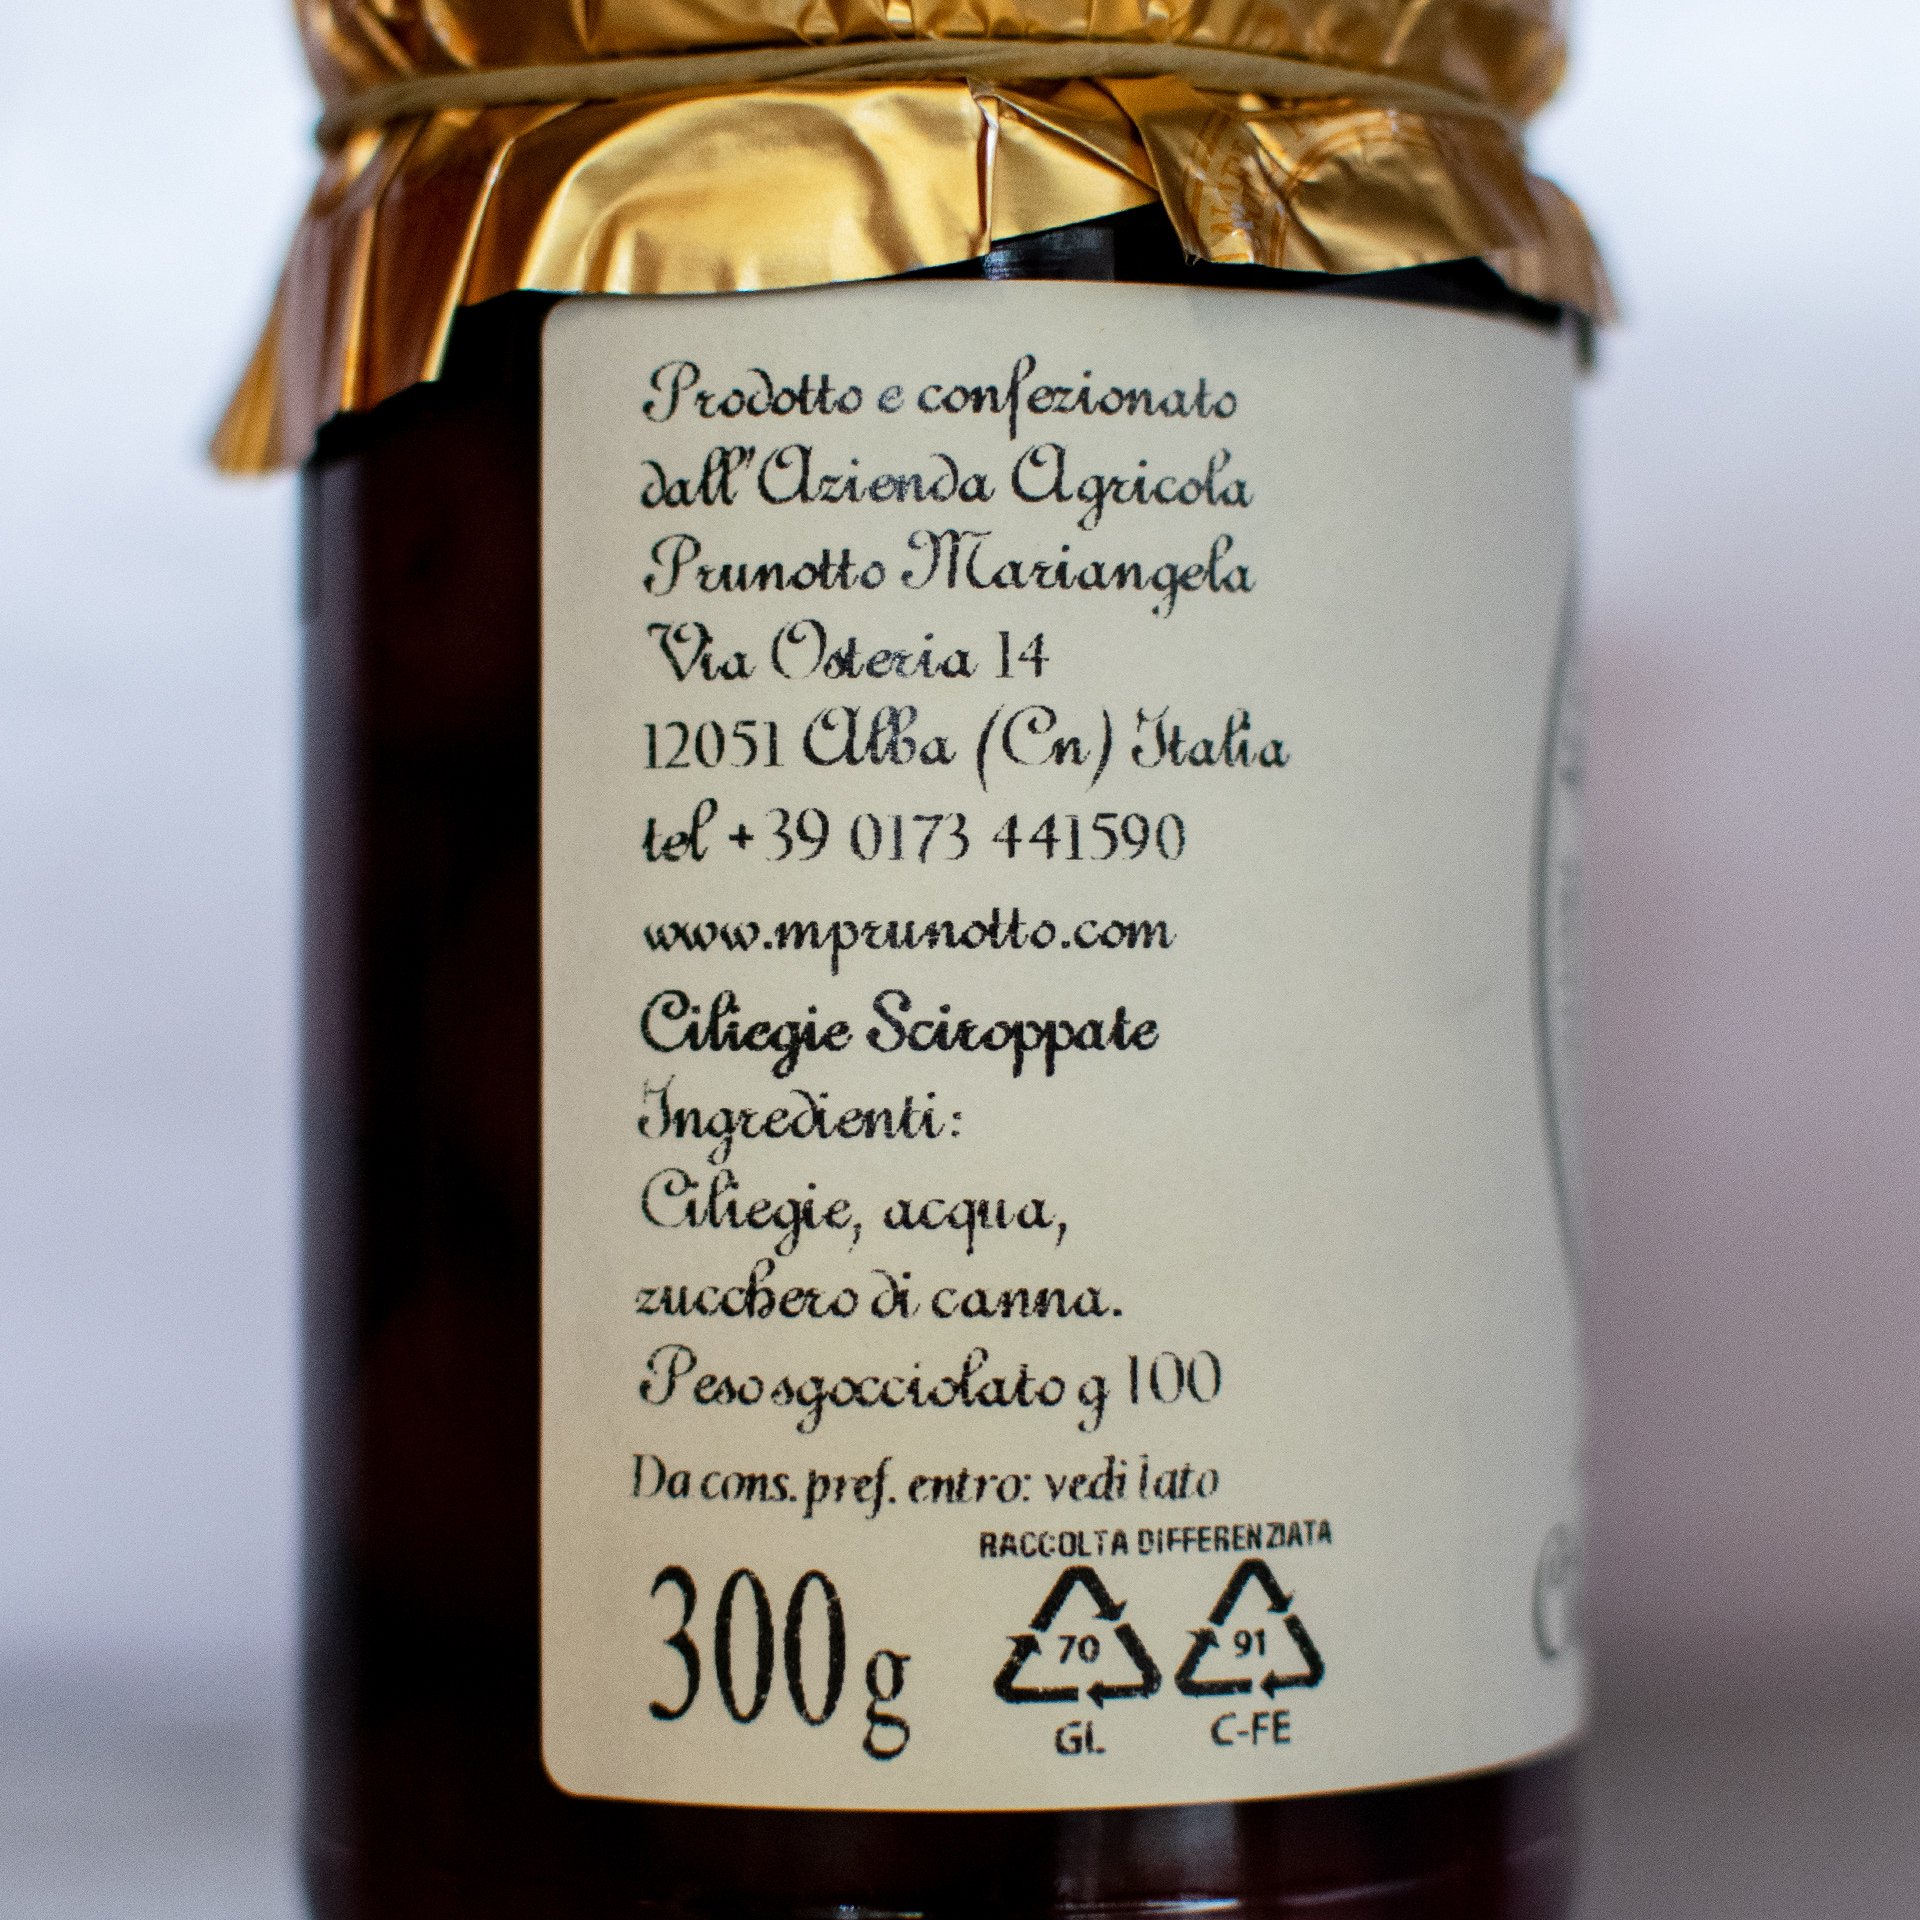 Prodotto e confezionato
dall'Azienda Agricola
Prunotto Mariangela
Via Osteria 14
12051 Alba (Cn) Italia
tel +39 0173 441590
www.mprunotto.com
Ciliegie Sciroppate
Ingredienti:
Ciliegie, acqua,
zucchero di canna.
Peso sgocciolato g 100
Da cons. pref. entro: vedi lato
RACCOLTA DIFFERENZIATA
300 g
70 91
GL C-FE